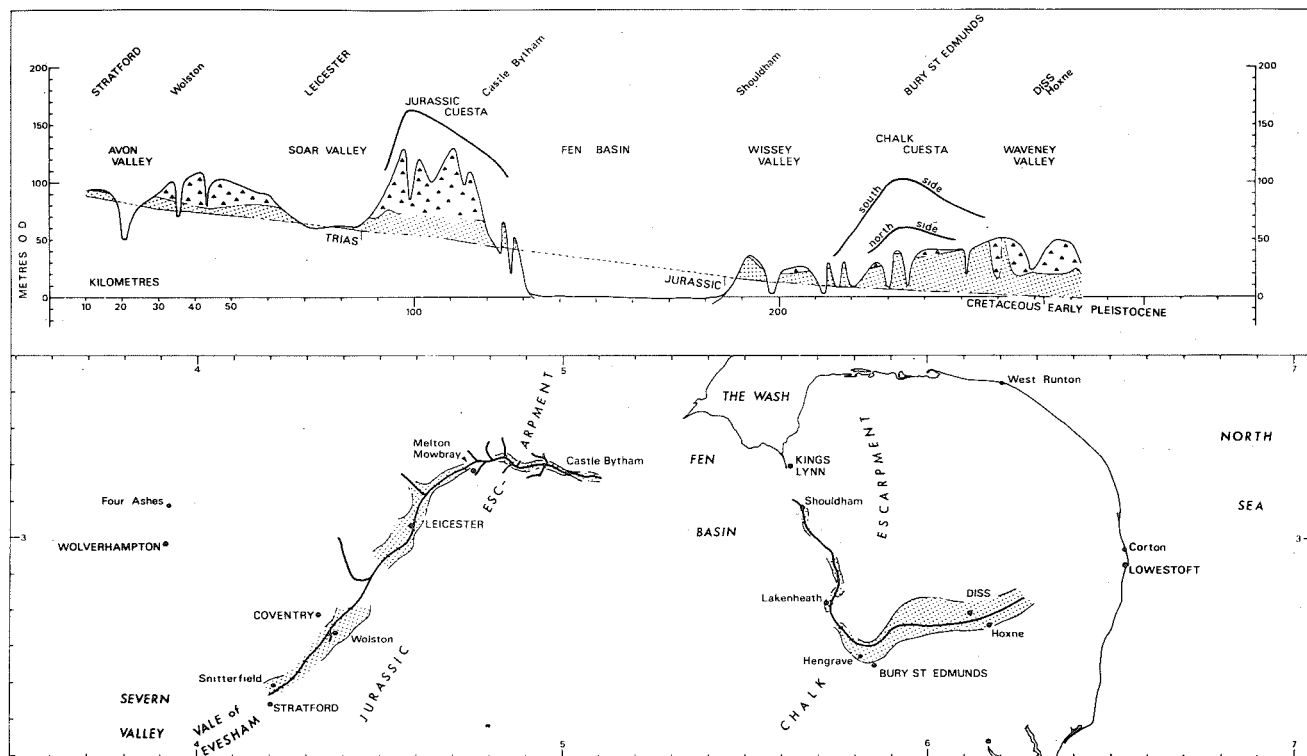 STRATFORD
Wolston
LEICESTER
Castle Bytham
Shouldham
BURY ST EDMUNDS
DISS
Hoxne
200
150
100
50
0
METRES O D
200
150
100
50
0
JURASSIC
CUESTA
AVON
VALLEY
SOAR VALLEY
FEN BASIN
WISSEY
VALLEY
CHALK
CUESTA
WAVENEY
VALLEY
south side
north side
TRIAS
JURASSIC
CRETACEOUS
EARLY PLEISTOCENE
KILOMETRES
10 20 30 40 50
100
200
4
5
7
THE WASH
West Runton
NORTH
SEA
Melton
Mowbray
ESC-
ARPMENT
Castle Bytham
FEN
BASIN
KINGS
LYNN
ESCARPMENT
Four Ashes
Shouldham
LEICESTER
WOLVERHAMPTON
3
3
Corton
LOWESTOFT
Lakenheath
DISS
COVENTRY
Wolston
Hoxne
Hengrave
BURY ST EDMUNDS
Snitterfield
STRATFORD
JURASSIC
CHALK
SEVERN
VALLEY
VALE of
EVESHAM
5
6
7